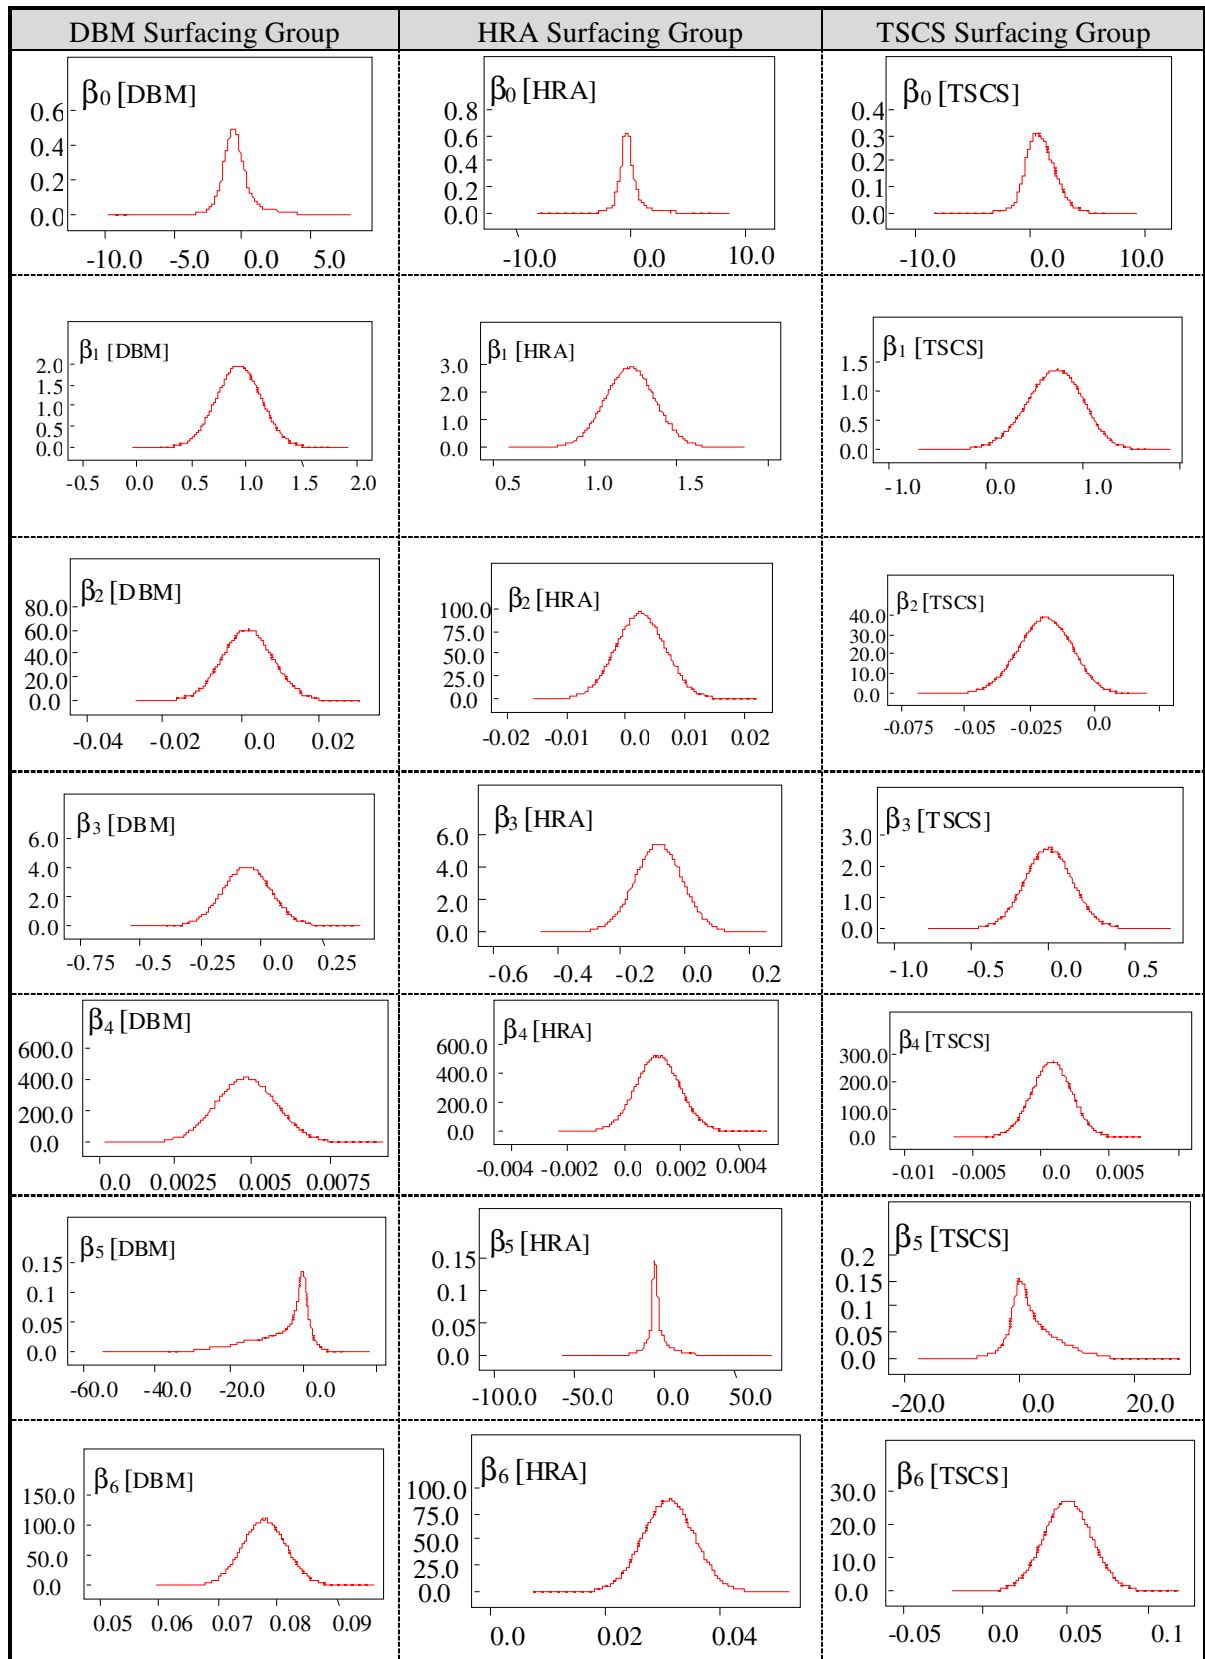 DBM Surfacing Group
HRA Surfacing Group
TSCS Surfacing Group
β0 [DBM]
0.6
0.4
0.2
0.0
-10.0 -5.0 0.0 5.0
β0 [HRA]
0.8
0.6
0.4
0.2
0.0
-10.0 0.0 10.0
β0 [TSCS]
0.4
0.3
0.2
0.1
0.0
-10.0 0.0 10.0
β1 [DBM]
2.0
1.5
1.0
0.5
0.0
-0.5 0.0 0.5 1.0 1.5 2.0
β1 [HRA]
3.0
2.0
1.0
0.0
0.5 1.0 1.5
β1 [TSCS]
1.5
1.0
0.5
0.0
-1.0 0.0 1.0
β2 [DBM]
80.0
60.0
40.0
20.0
0.0
-0.04 -0.02 0.0 0.02
β2 [HRA]
100.0
75.0
50.0
25.0
0.0
-0.02 -0.01 0.0 0.01 0.02
β2 [TSCS]
40.0
30.0
20.0
10.0
0.0
-0.075 -0.05 -0.025 0.0
β3 [DBM]
6.0
4.0
2.0
0.0
-0.75 -0.5 -0.25 0.0 0.25
β3 [HRA]
6.0
4.0
2.0
0.0
-0.6 -0.4 -0.2 0.0 0.2
β3 [TSCS]
3.0
2.0
1.0
0.0
-1.0 -0.5 0.0 0.5
β4 [DBM]
600.0
400.0
200.0
0.0
0.0 0.0025 0.005 0.0075
β4 [HRA]
600.0
400.0
200.0
0.0
-0.004 -0.002 0.0 0.002 0.004
β4 [TSCS]
300.0
200.0
100.0
0.0
-0.01 -0.005 0.0 0.005
β5 [DBM]
0.15
0.1
0.05
0.0
-60.0 -40.0 -20.0 0.0
β5 [HRA]
0.15
0.1
0.05
0.0
-100.0 -50.0 0.0 50.0
β5 [TSCS]
0.2
0.15
0.1
0.05
0.0
-20.0 0.0 20.0
β6 [DBM]
150.0
100.0
50.0
0.0
0.05 0.06 0.07 0.08 0.09
β6 [HRA]
100.0
75.0
50.0
25.0
0.0
0.0 0.02 0.04
β6 [TSCS]
30.0
20.0
10.0
0.0
-0.05 0.0 0.05 0.1